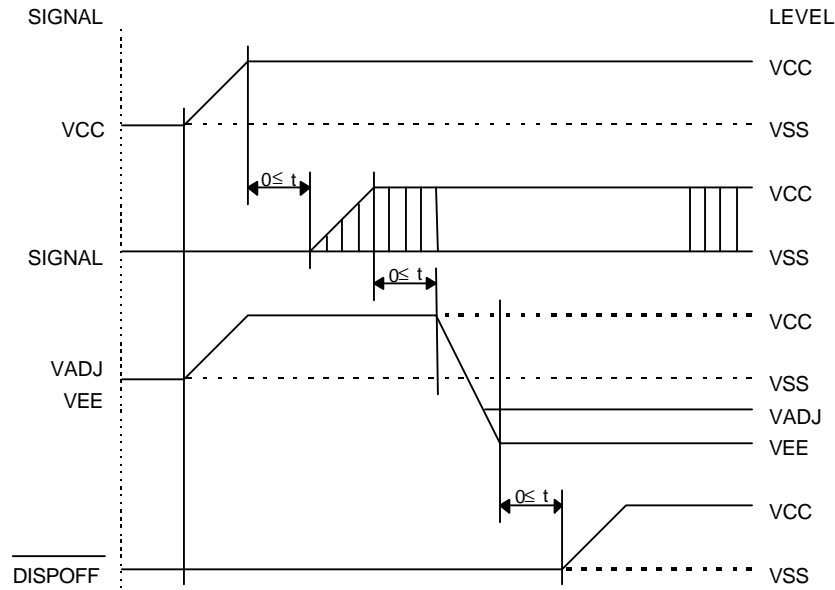 SIGNAL LEVEL
VCC
VCC VSS
0≤ t VCC
SIGNAL VSS
0≤ t
VCC
VADJ VSS
VEE
VADJ
VEE
0≤ t VCC
DISPOFF VSS